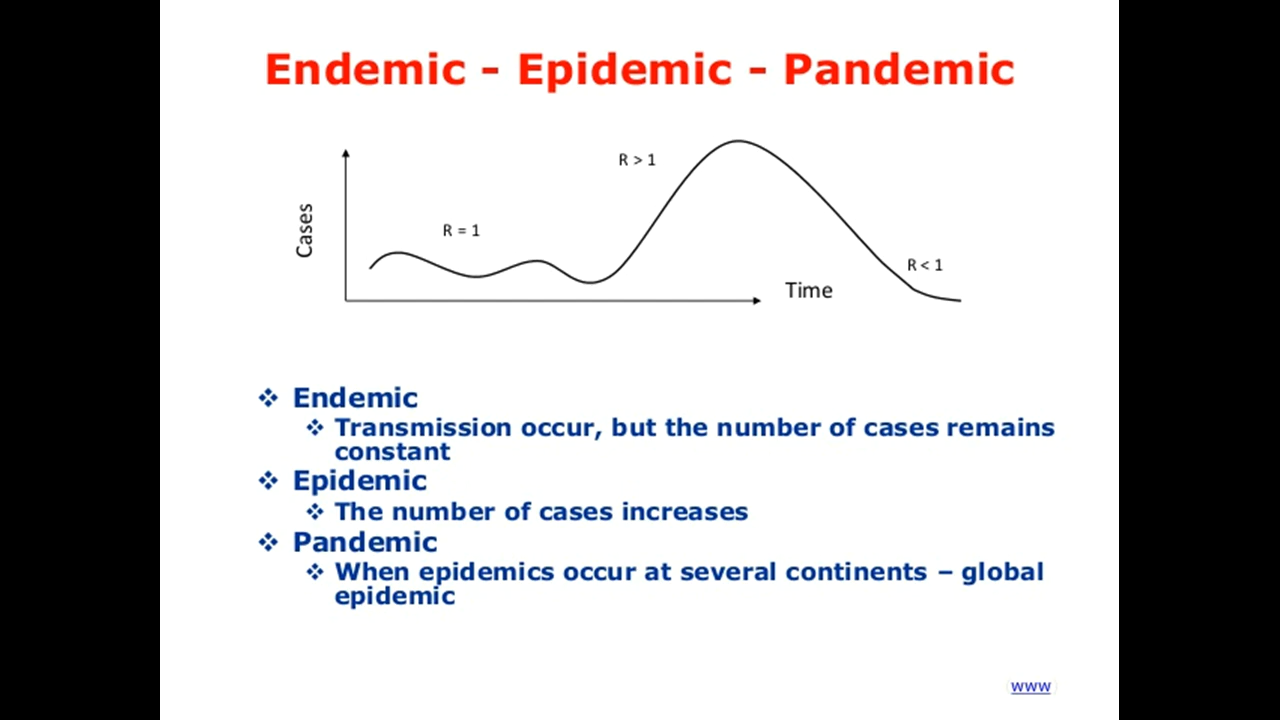 Endemic - Epidemic - Pandemic
R > 1
Cases
R = 1
R < 1
Time
❖ Endemic
❖ Transmission occur, but the number of cases remains
constant
❖ Epidemic
❖ The number of cases increases
❖ Pandemic
❖ When epidemics occur at several continents – global
epidemic
www